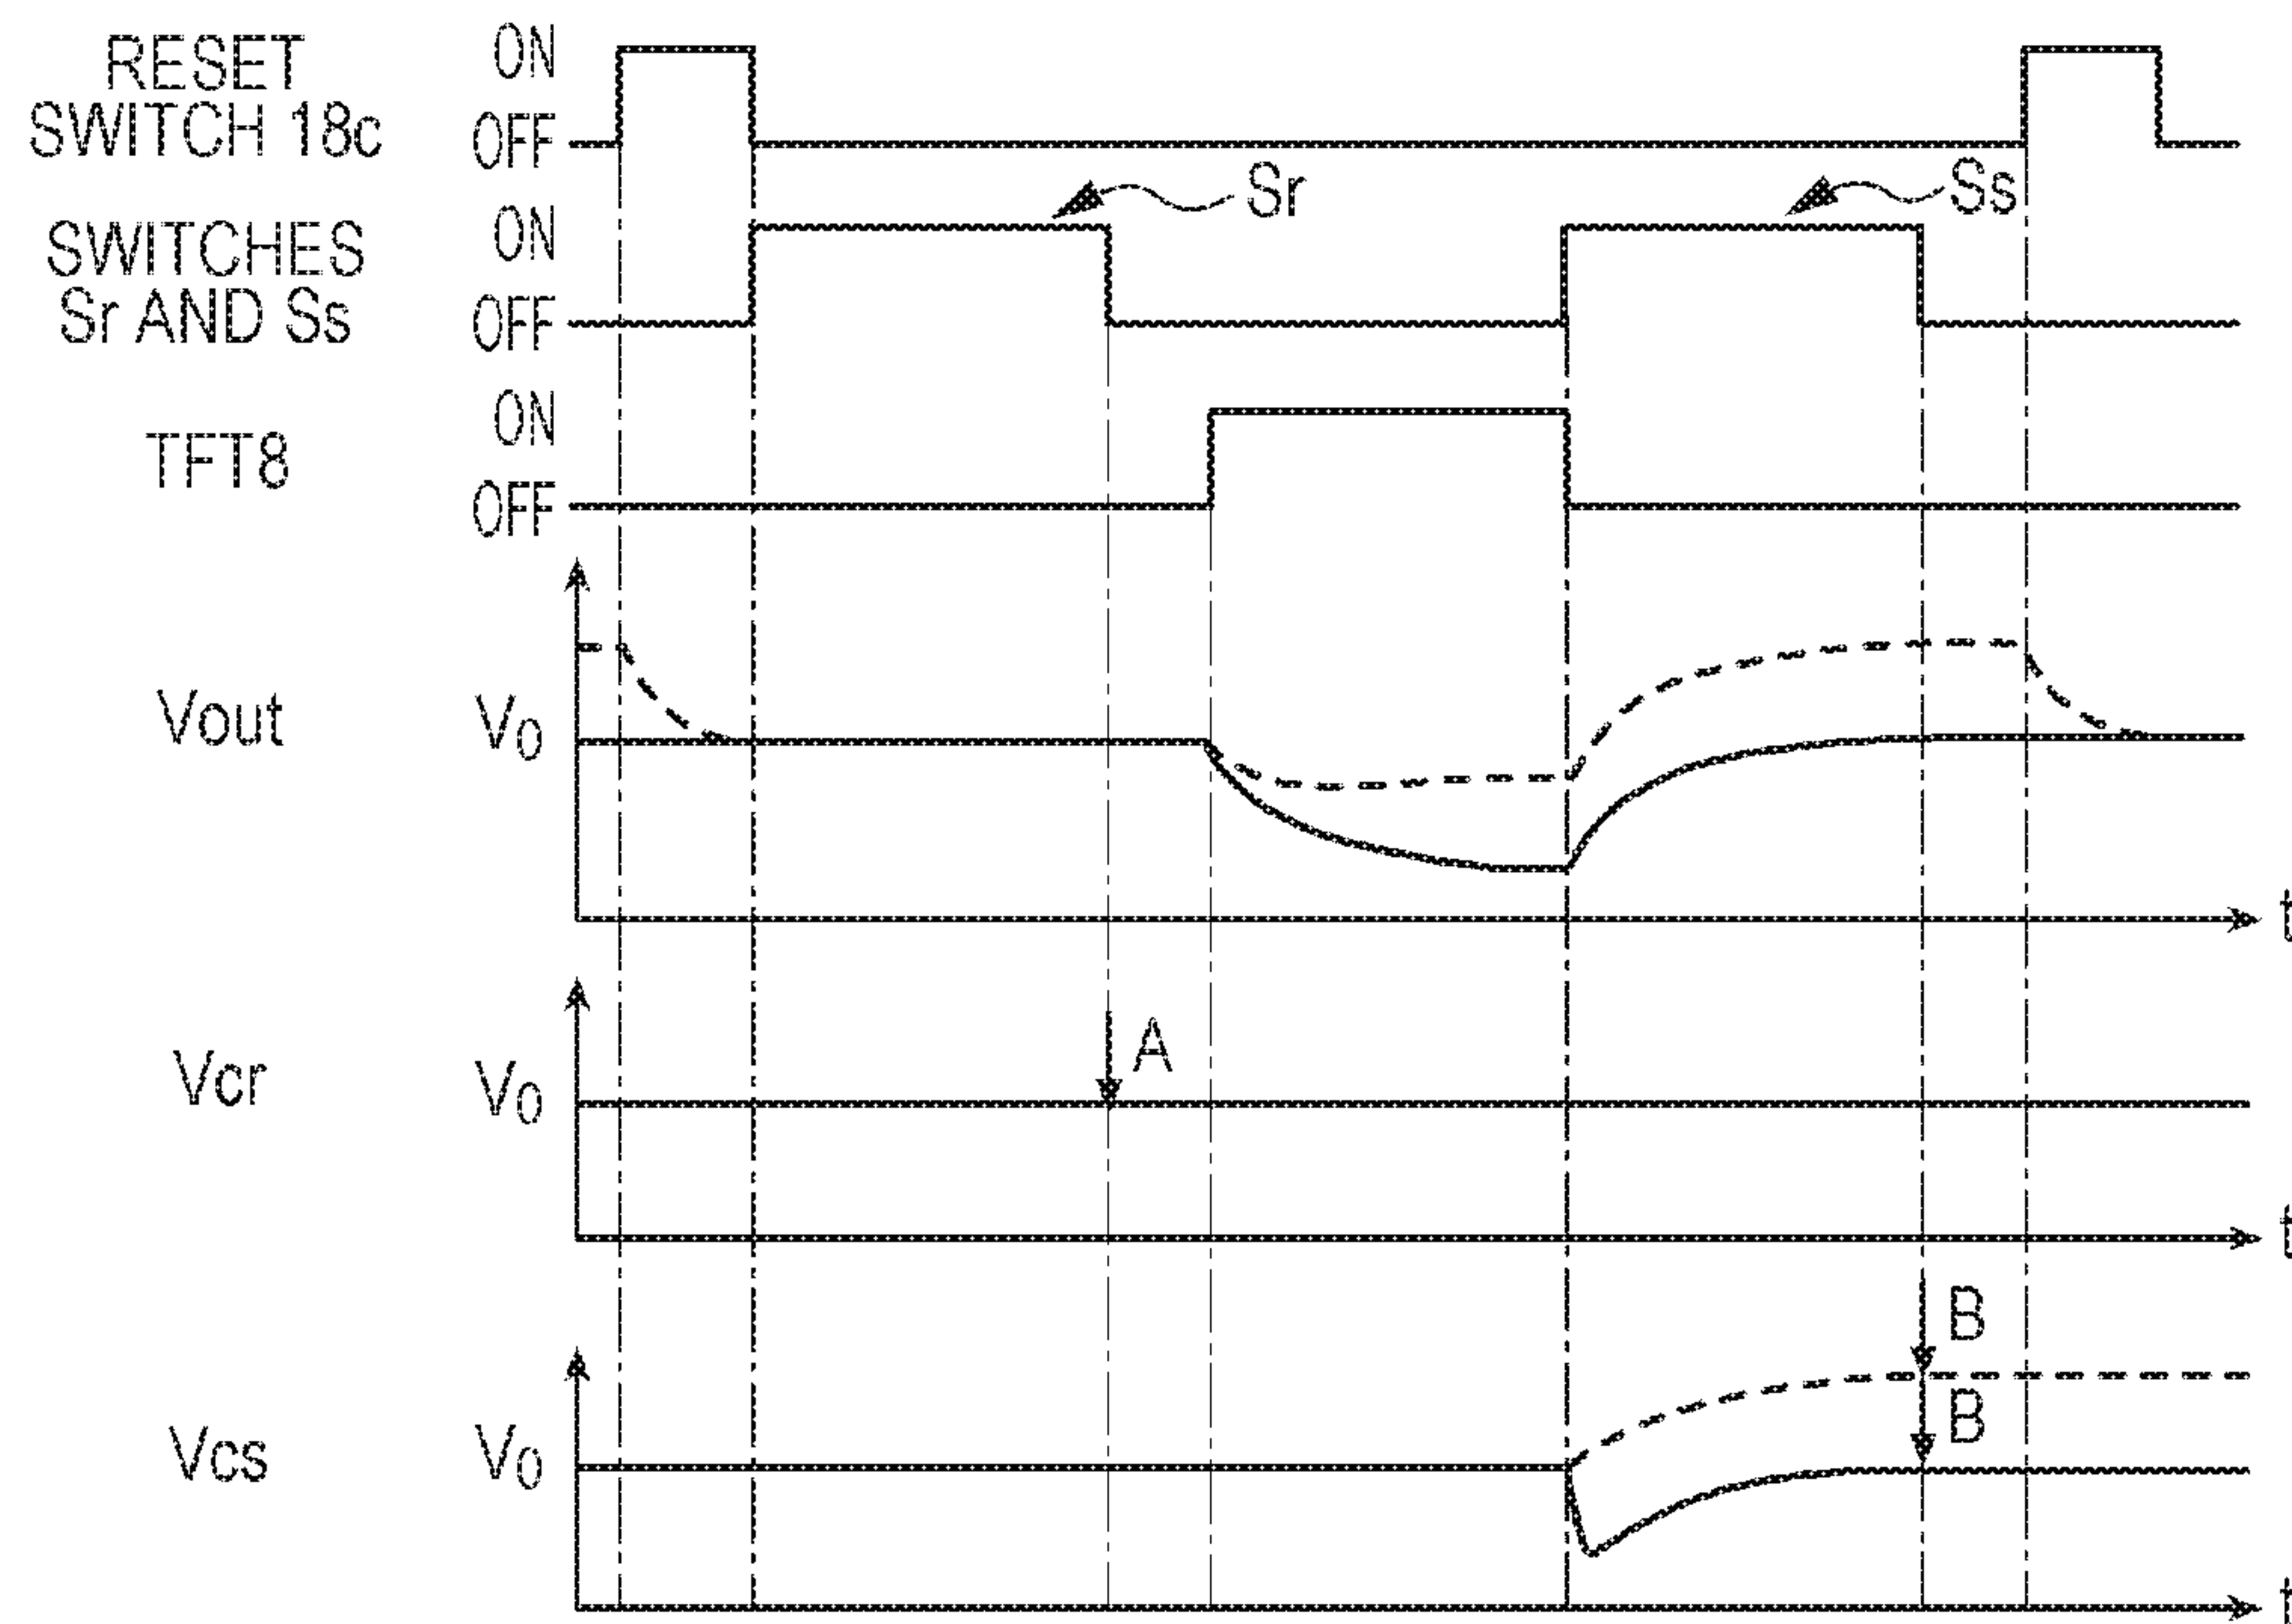 RESET
SWITCH 18c
ON
OFF
Sr
Ss
SWITCHES
Sr AND Ss
ON
OFF
TFT8
ON
OFF
Vout
V0
t
Vcr
V0
A
t
Vcs
V0
B
B
t